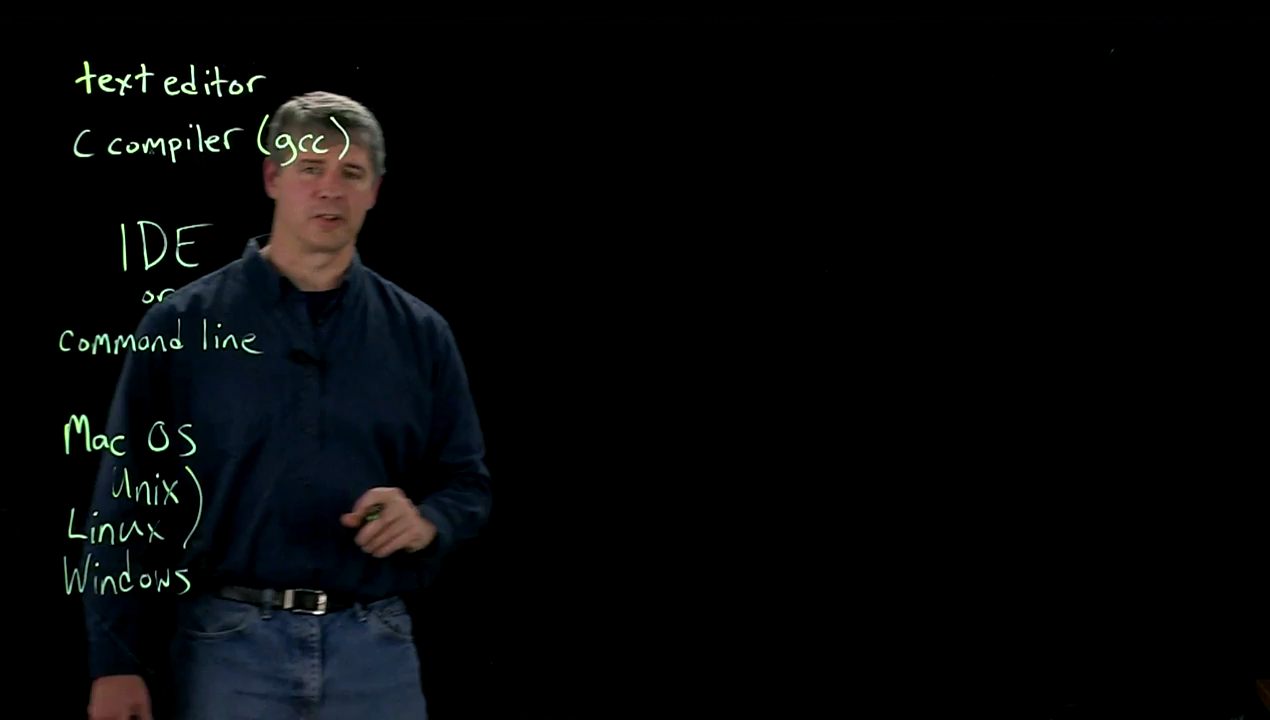 text editor
C compiler (gcc)
IDE
or
command line
Mac OS
Unix )
Linux
Windows